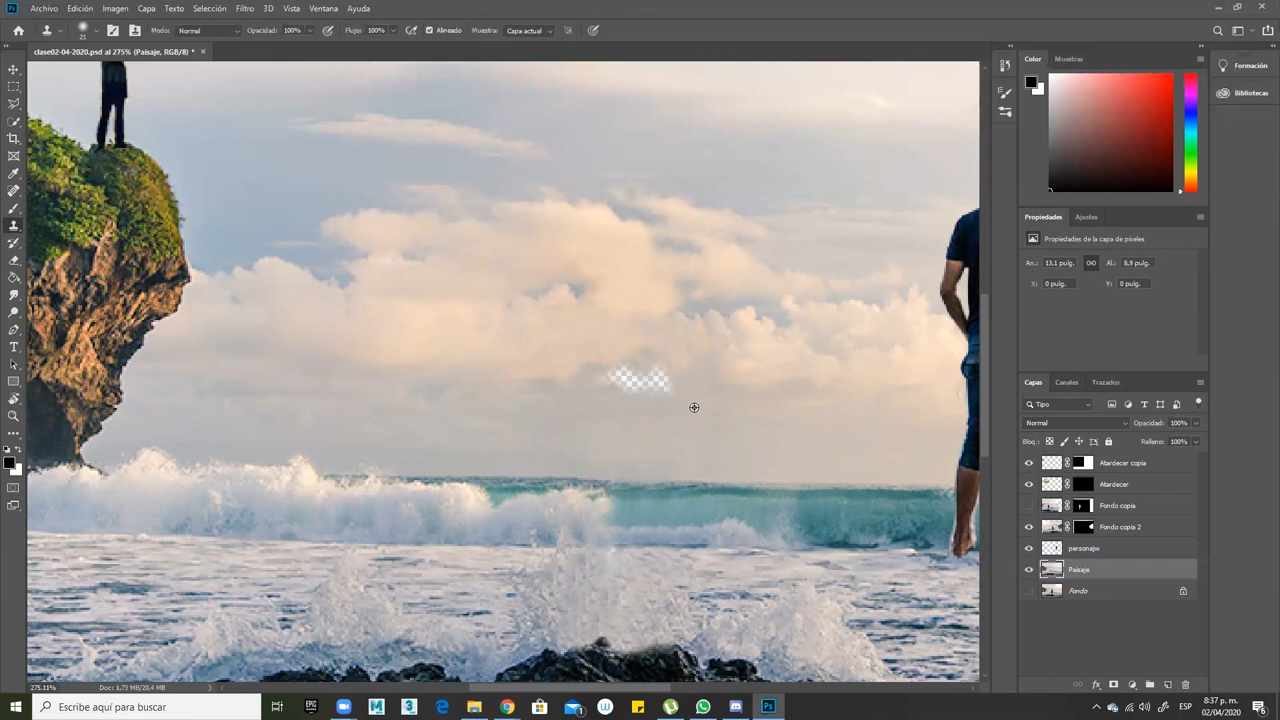 Ps Archivo Edición Imagen Capa Texto Selección Filtro 3D Vista Ventana Ayuda
21 Modo: Normal Opacidad: 100% Flujo: 100% Alineado Muestra: Capa actual
clase02-04-2020.psd al 275% (Paisaje, RGB/8) * ×
Color Muestras
Formación
Bibliotecas
Propiedades Ajustes
Propiedades de la capa de píxeles
An.: 13.1 pulg. Al.: 8.9 pulg.
X: 0 pulg. Y: 0 pulg.
Capas Canales Trazados
Tipo
Normal Opacidad: 100%
Bloq.: Relleno: 100%
Atardecer copia
Atardecer
Fondo copia
Fondo copia 2
personajw
Paisaje
Fondo
275.11% Doc: 1,73 MB/20,4 MB
Escribe aquí para buscar
ESP
8:37 p. m.
02/04/2020